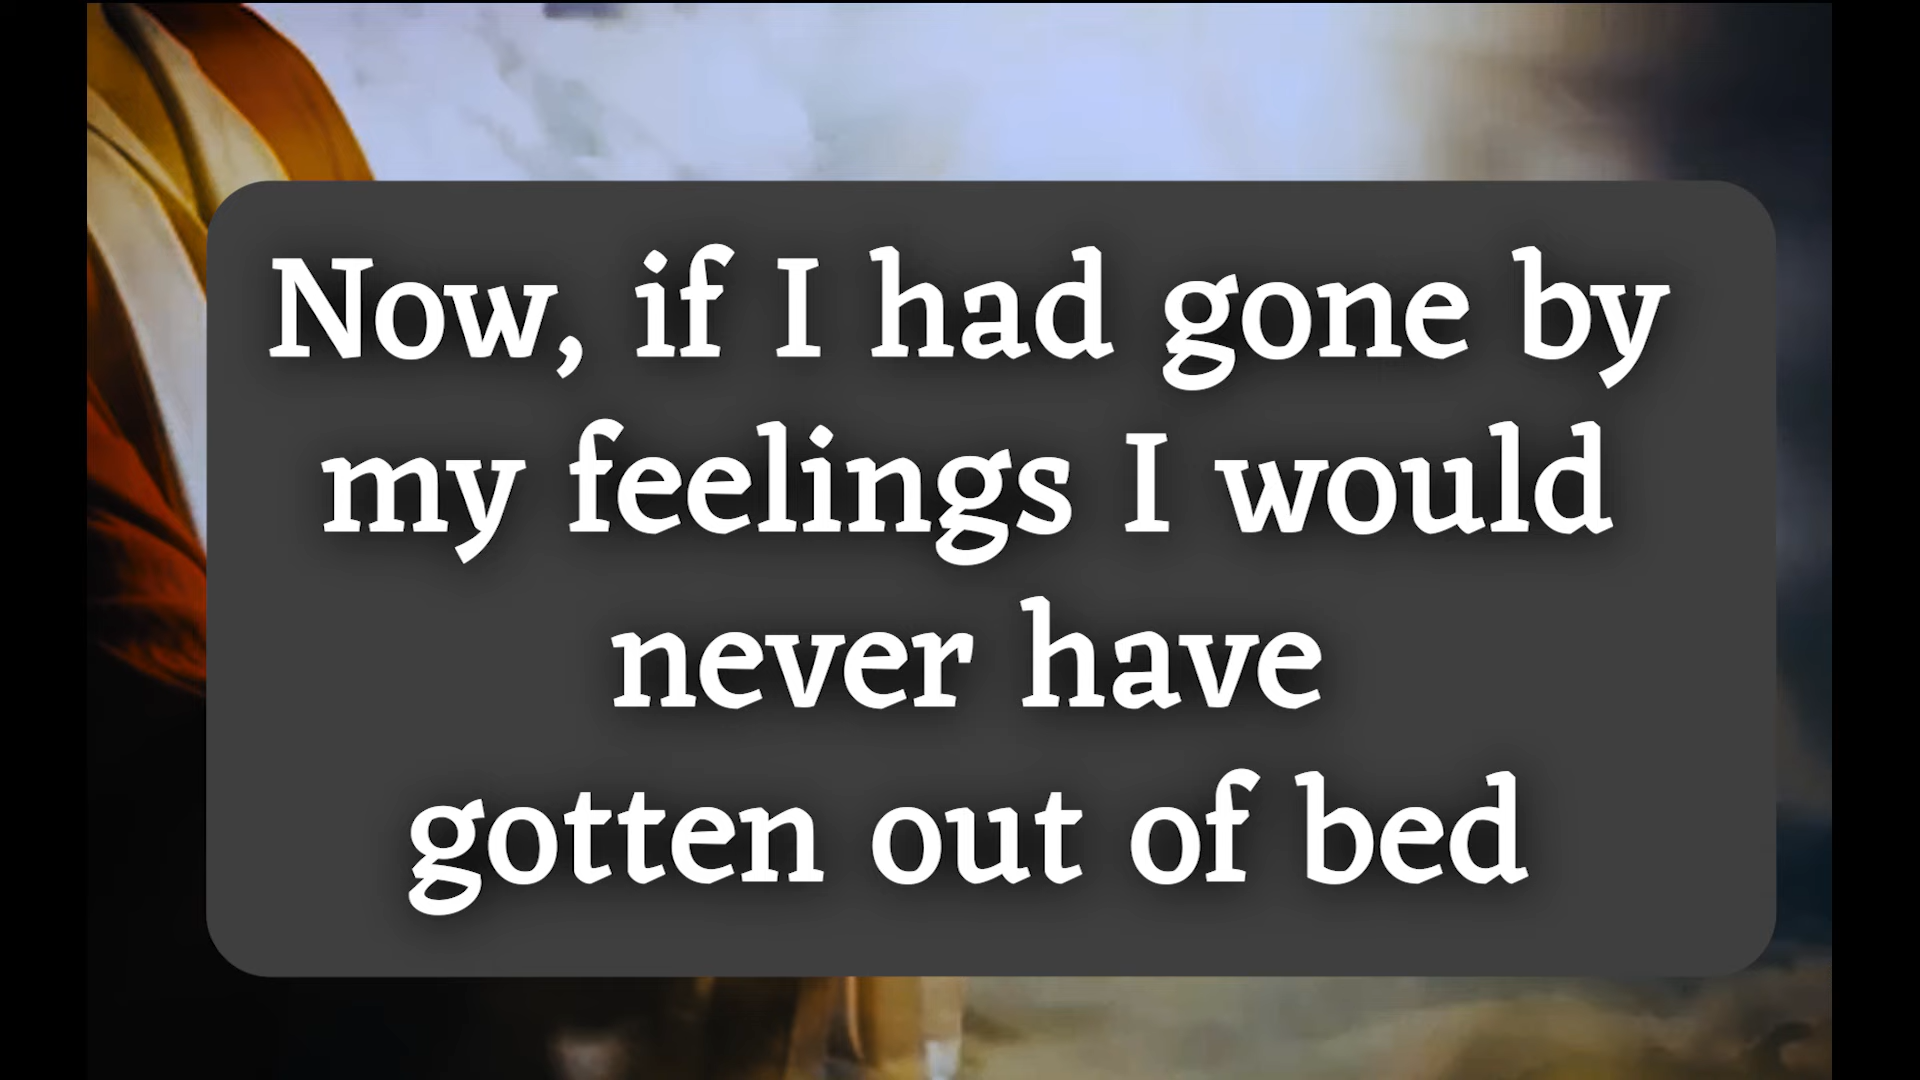 Now, if I had gone by
my feelings I would
never have
gotten out of bed